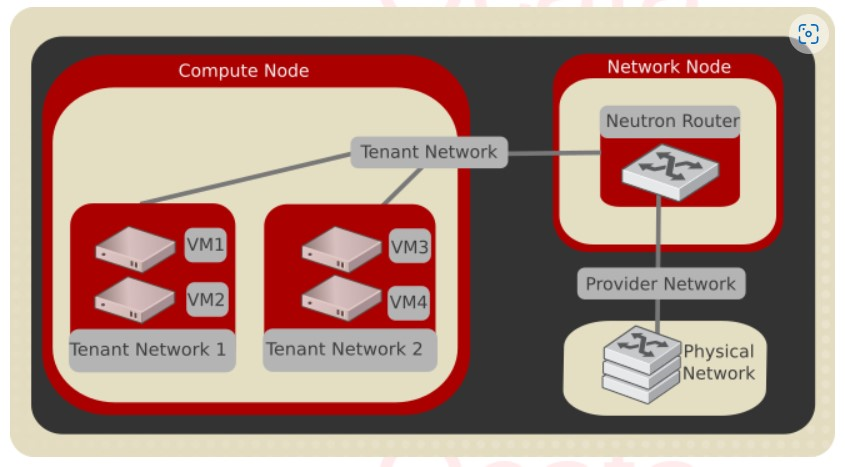 Compute Node
Network Node
Neutron Router
Tenant Network
VM1
VM3
VM2
VM4
Provider Network
Tenant Network 1
Tenant Network 2
Physical
Network